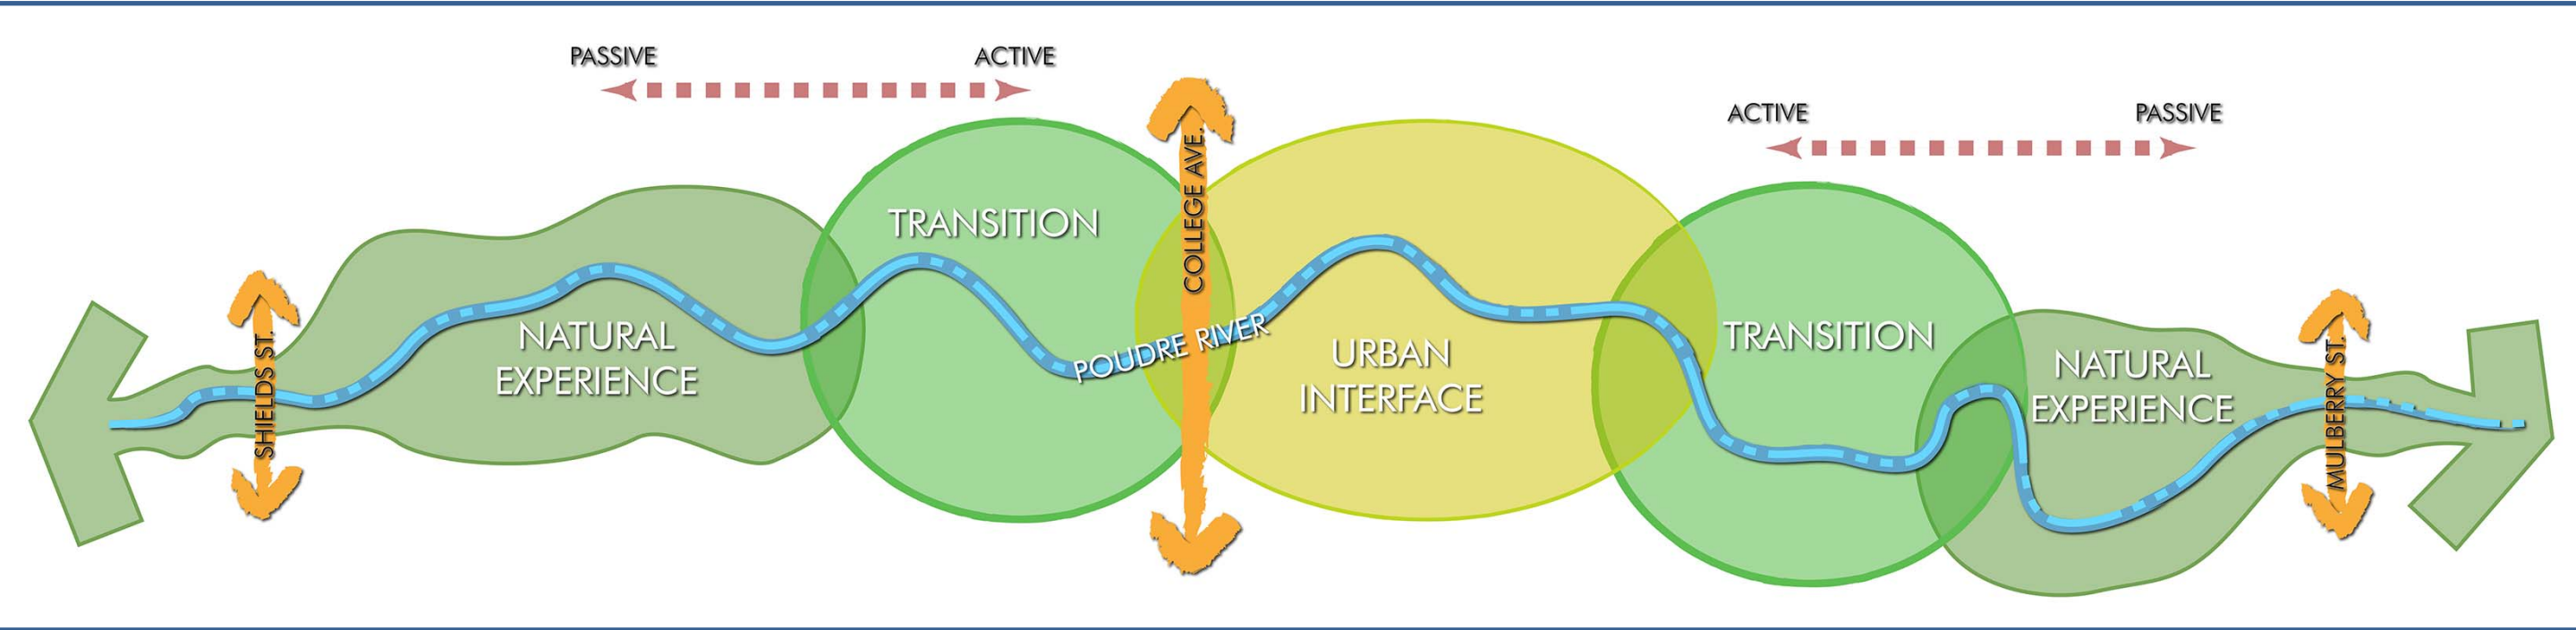 PASSIVE
ACTIVE
ACTIVE
PASSIVE
SHIELDS ST.
NATURAL
EXPERIENCE
TRANSITION
COLLEGE AVE.
POUDRE RIVER
URBAN
INTERFACE
TRANSITION
NATURAL
EXPERIENCE
MULBERRY ST.